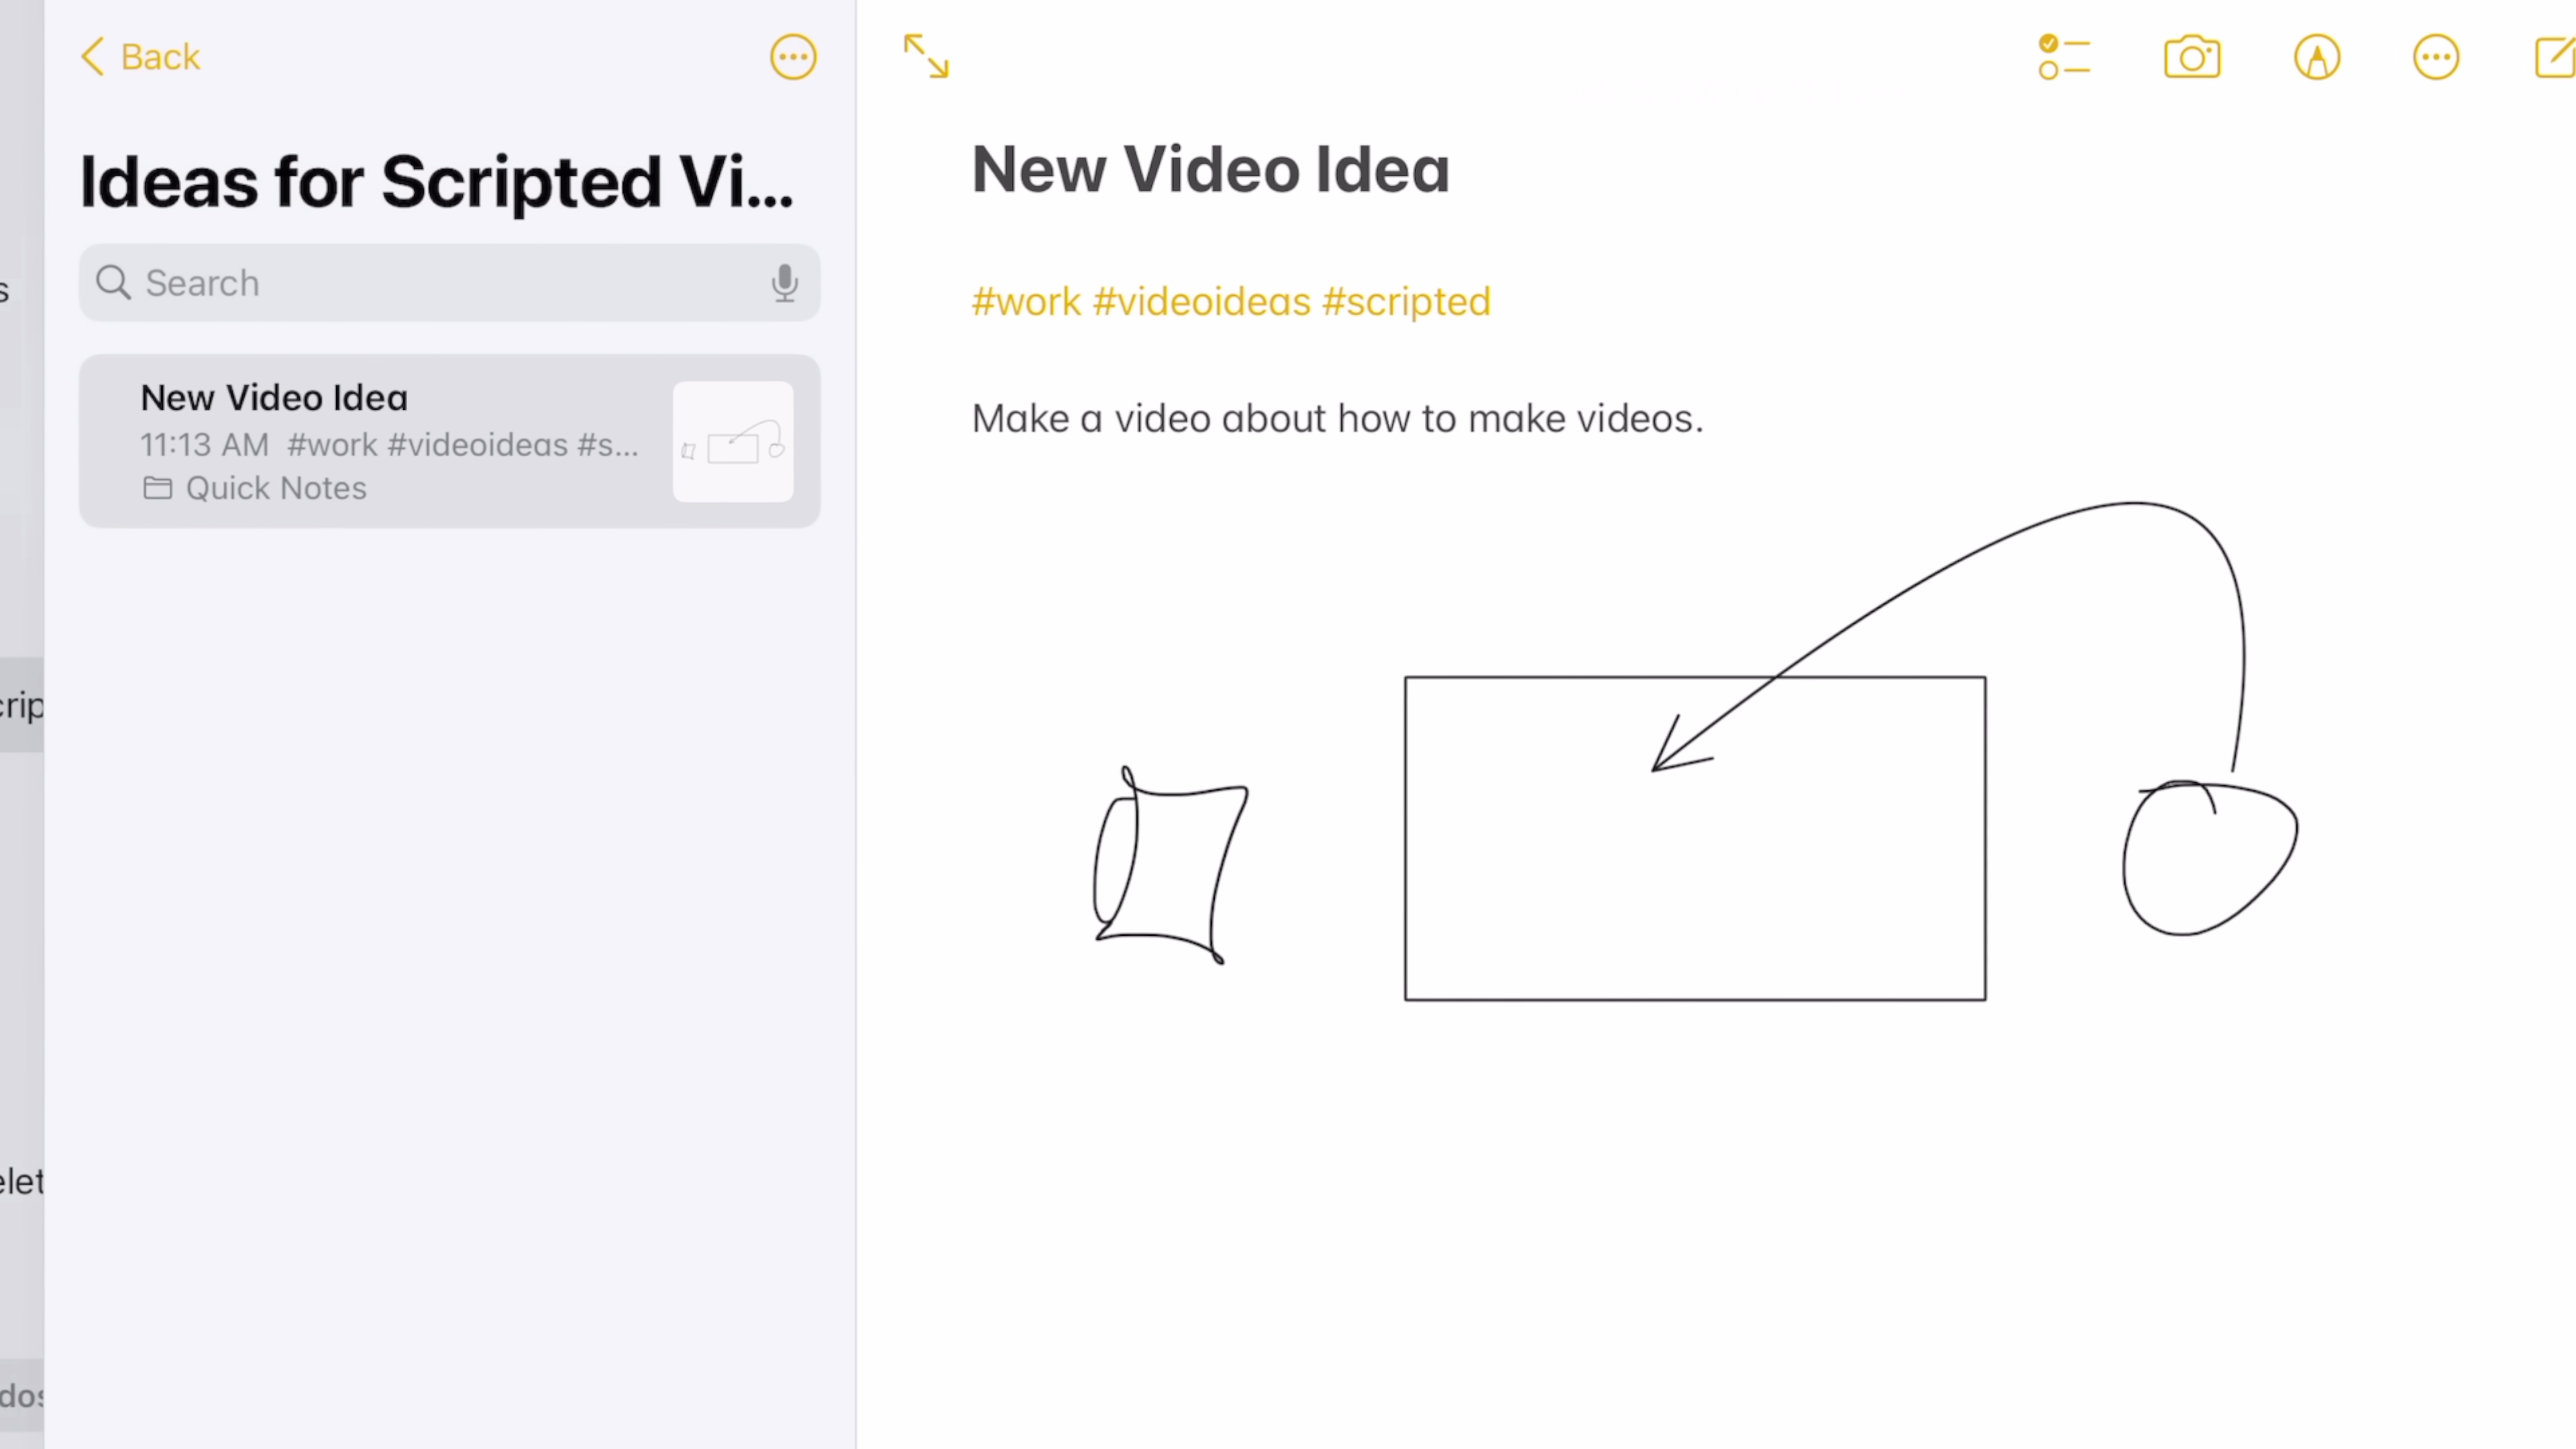 Back
Ideas for Scripted Vi...
Search
New Video Idea
11:13 AM #work #videoideas #s...
Quick Notes
New Video Idea
#work #videoideas #scripted
Make a video about how to make videos.